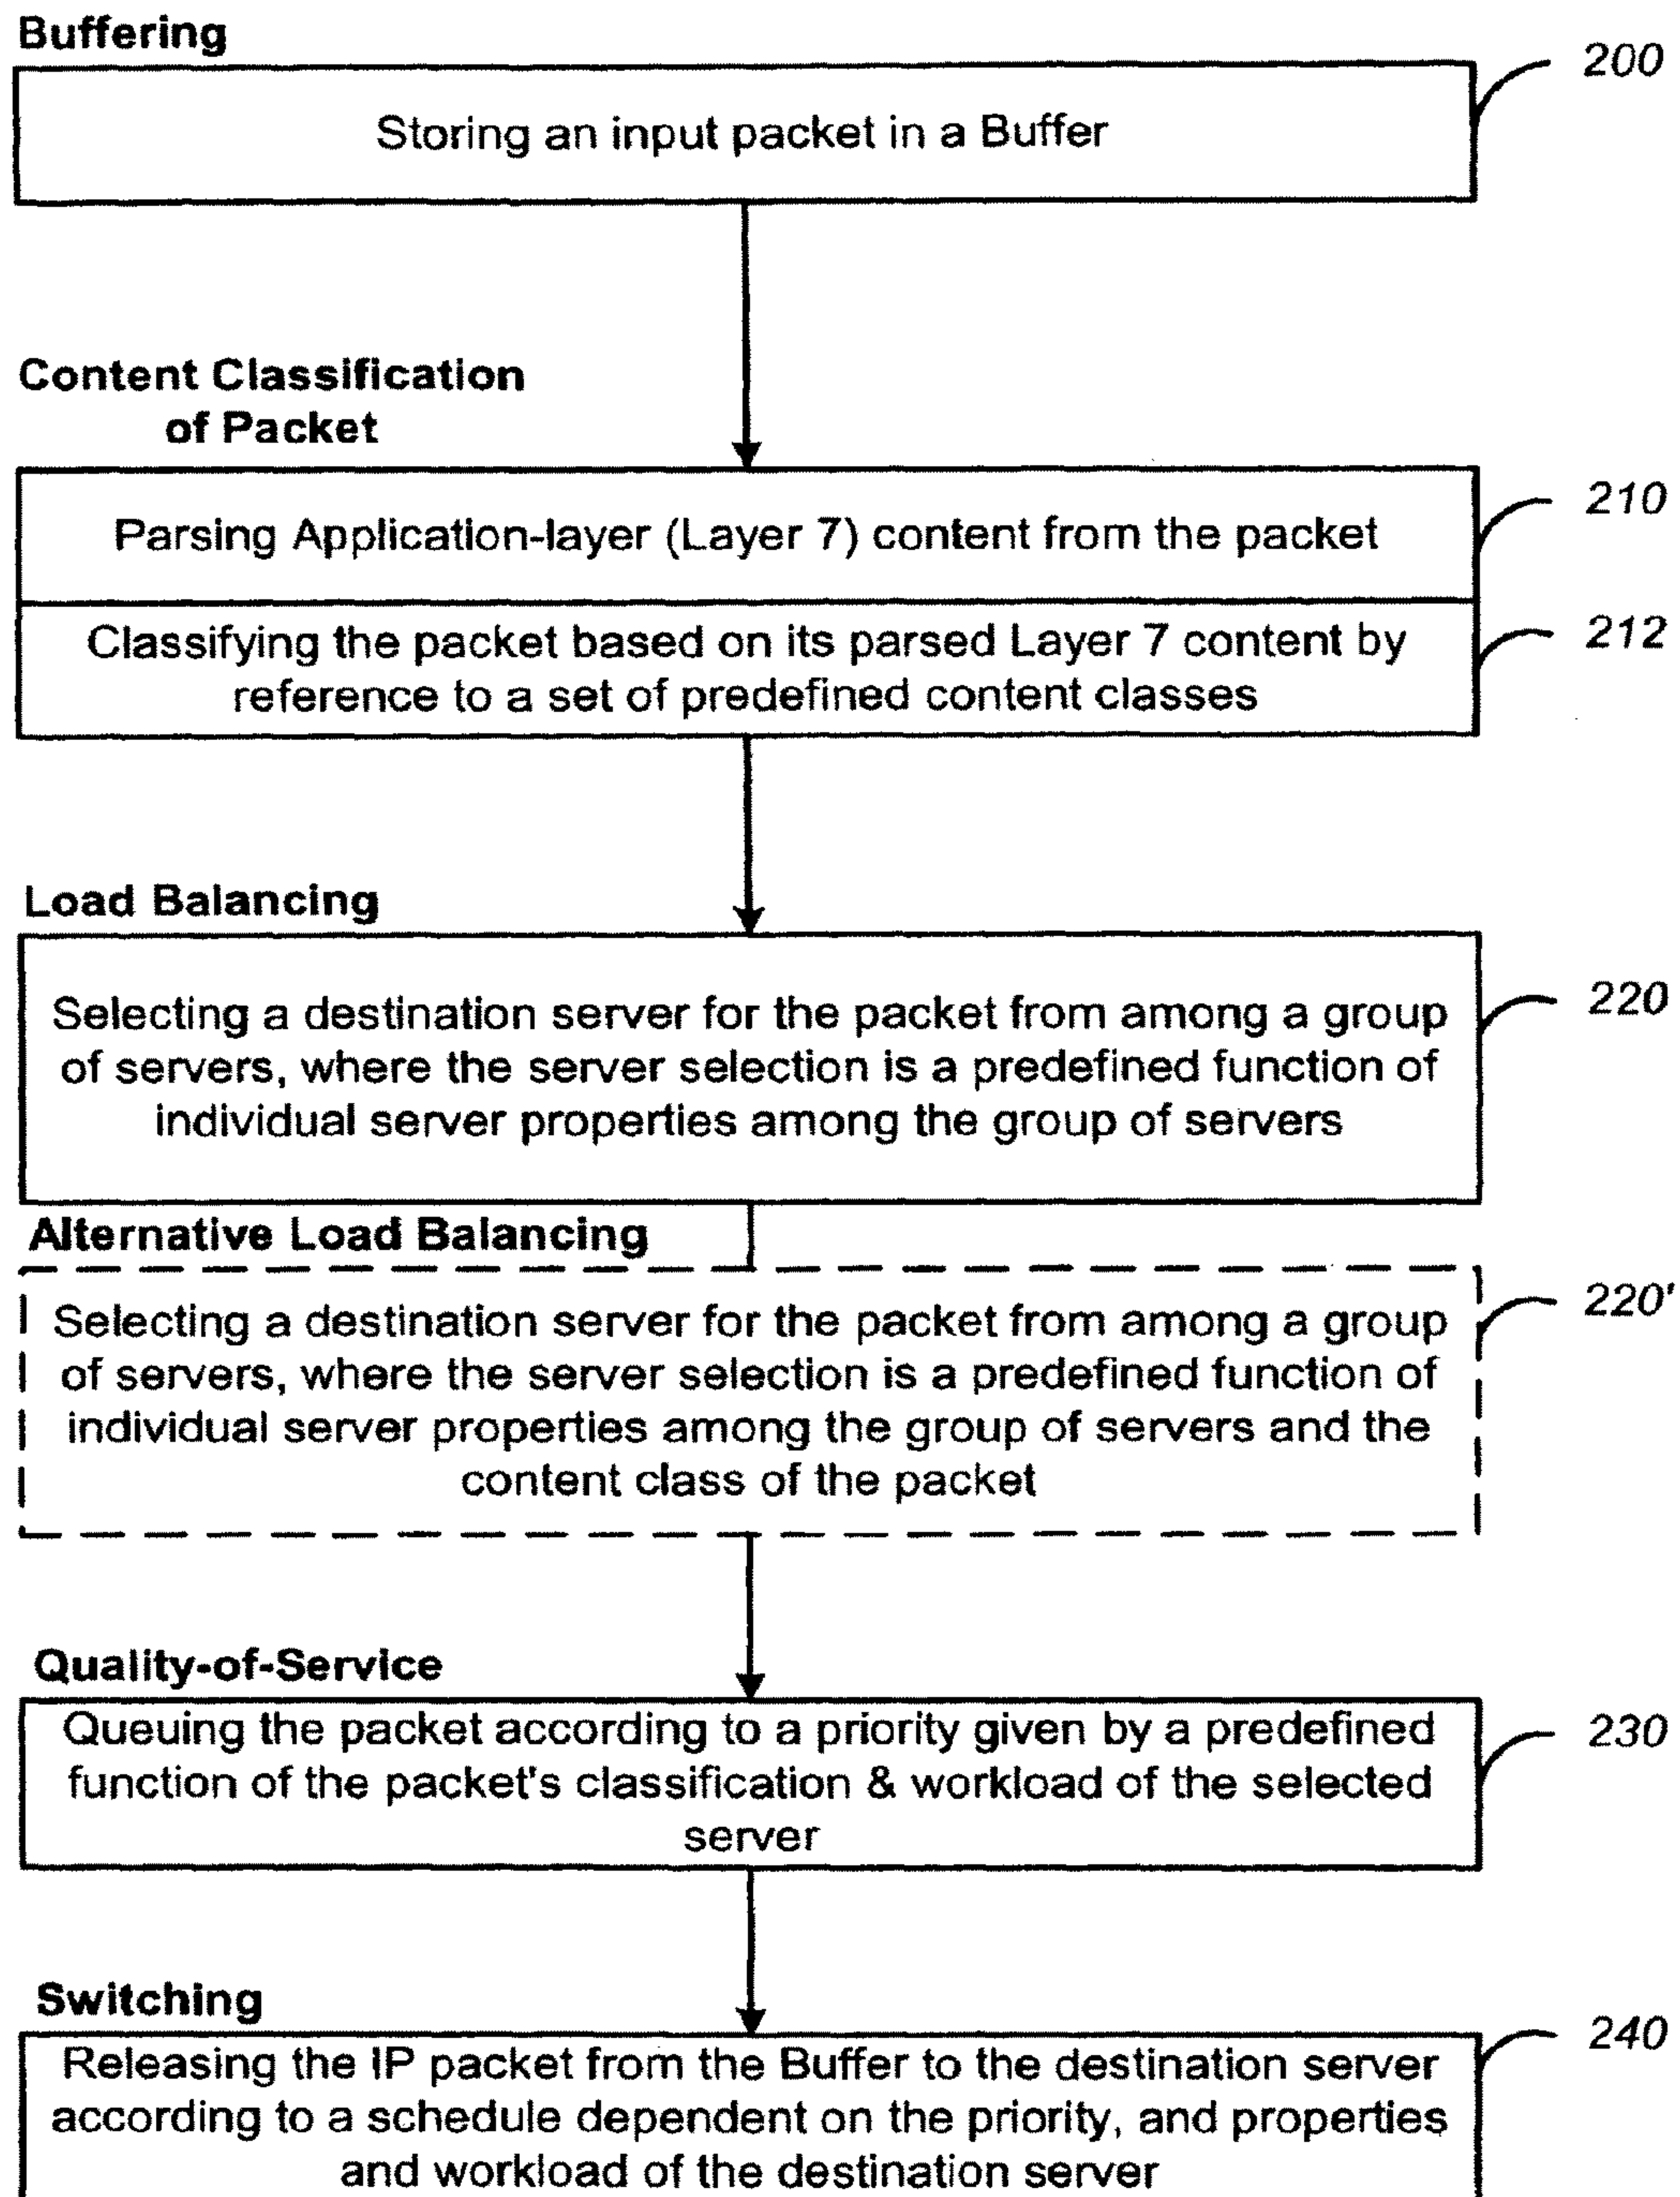 Buffering
200
Storing an input packet in a Buffer
Content Classification
of Packet
210
Parsing Application-layer (Layer 7) content from the packet
212
Classifying the packet based on its parsed Layer 7 content by
reference to a set of predefined content classes
Load Balancing
220
Selecting a destination server for the packet from among a group
of servers, where the server selection is a predefined function of
individual server properties among the group of servers
Alternative Load Balancing
220'
Selecting a destination server for the packet from among a group
of servers, where the server selection is a predefined function of
individual server properties among the group of servers and the
content class of the packet
Quality-of-Service
230
Queuing the packet according to a priority given by a predefined
function of the packet's classification & workload of the selected
server
Switching
240
Releasing the IP packet from the Buffer to the destination server
according to a schedule dependent on the priority, and properties
and workload of the destination server